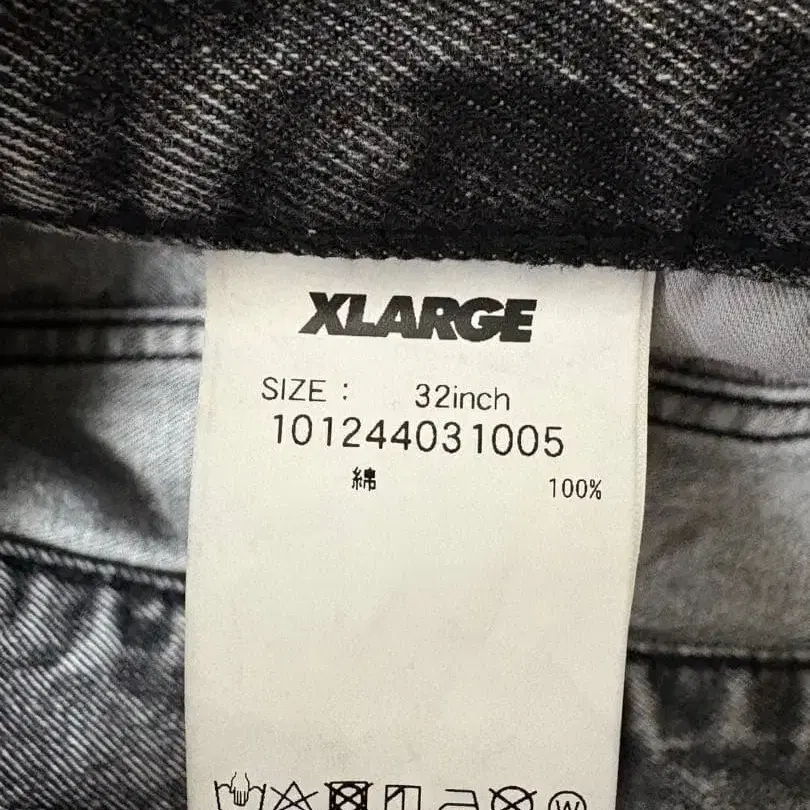 XLARGE
SIZE : 32inch
101244031005
綿 100%
W